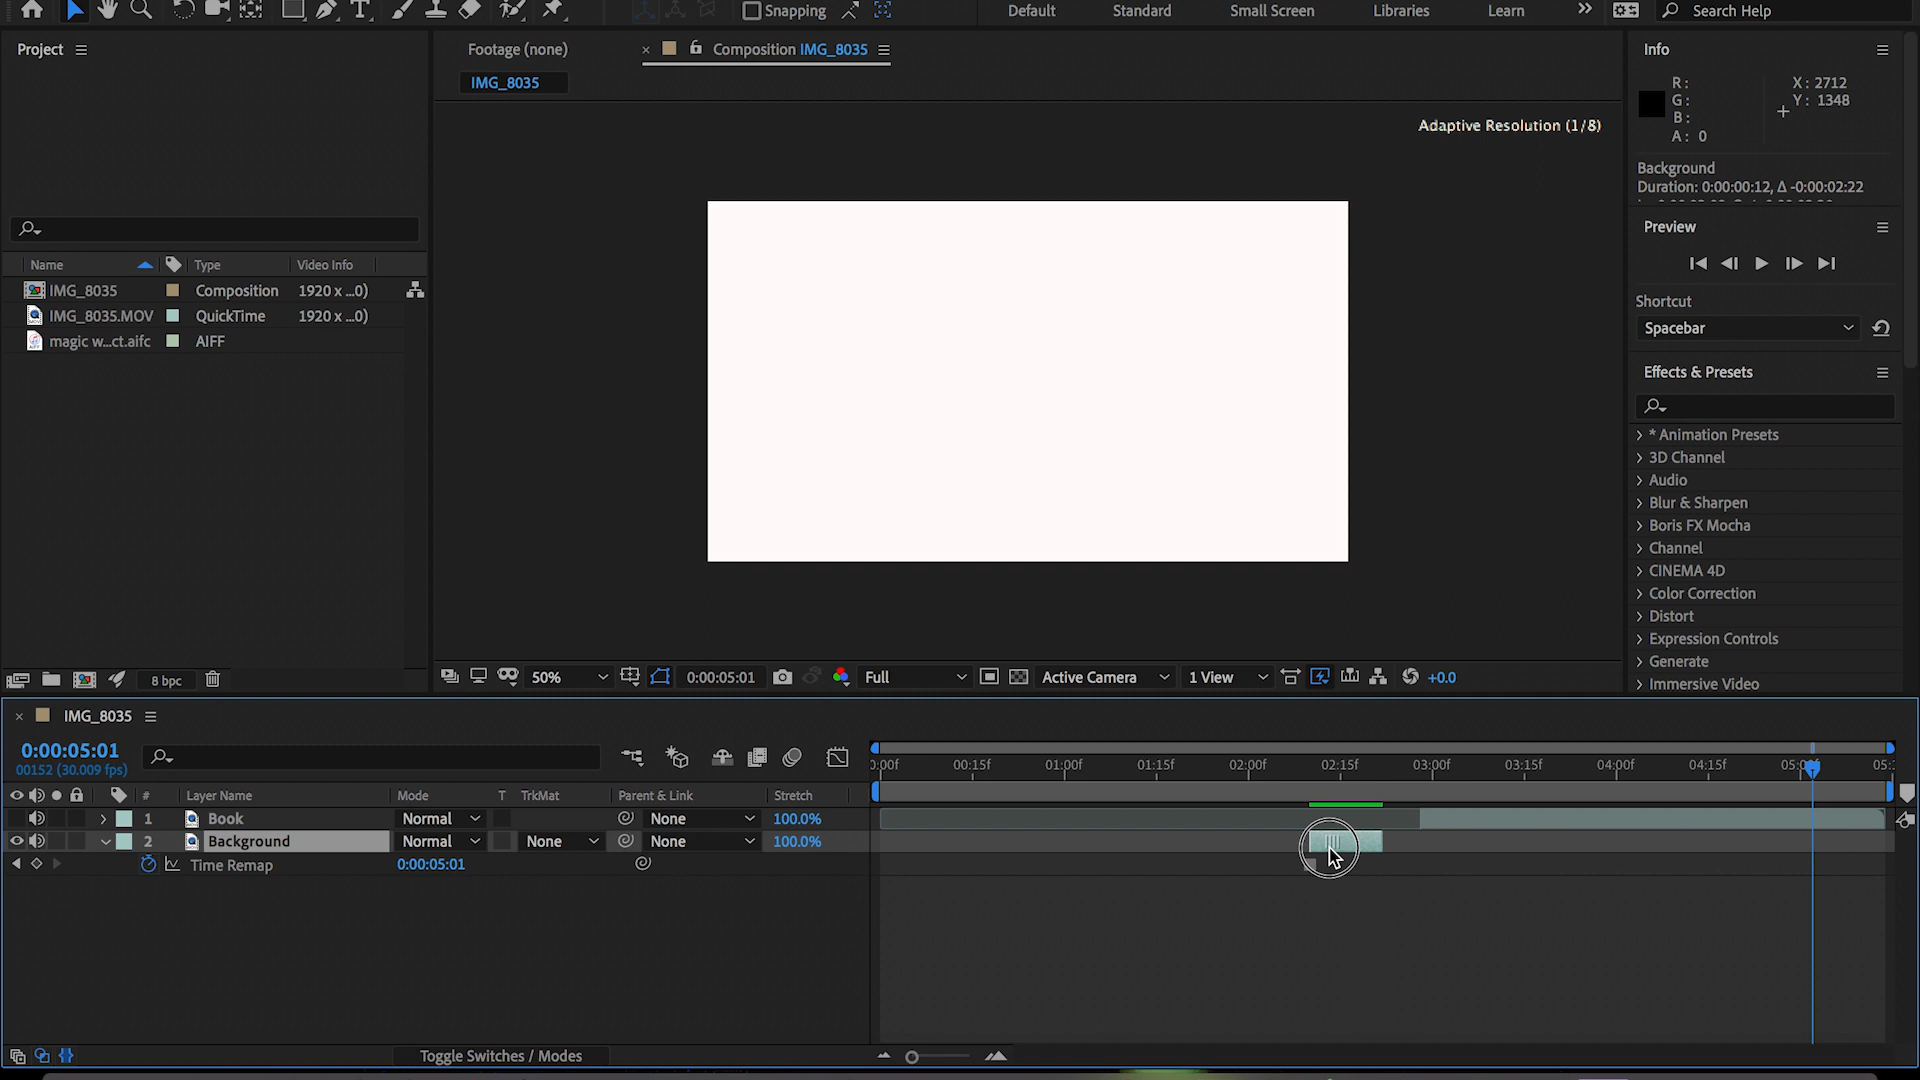 Snapping
Default
Standard
Small Screen
Libraries
Learn
Search Help
Project
Footage (none)
Composition IMG_8035
IMG_8035
Adaptive Resolution (1/8)
Info
R:
G:
B:
A: 0
X: 2712
Y: 1348
Background
Duration: 0:00:00:12, Δ -0:00:02:22
Preview
Shortcut
Spacebar
Effects & Presets
* Animation Presets
3D Channel
Audio
Blur & Sharpen
Boris FX Mocha
Channel
CINEMA 4D
Color Correction
Distort
Expression Controls
Generate
Immersive Video
Name Type Video Info
IMG_8035 Composition 1920 x ...0)
IMG_8035.MOV QuickTime 1920 x ...0)
magic w...ct.aifc AIFF
8 bpc
50%
0:00:05:01
Full
Active Camera
1 View
+0.0
IMG_8035
0:00:05:01
00152 (30.009 fps)
:00f 00:15f 01:00f 01:15f 02:00f 02:15f 03:00f 03:15f 04:00f 04:15f
# Layer Name Mode T TrkMat Parent & Link Stretch
1 Book Normal None 100.0%
2 Background Normal None None 100.0%
Time Remap 0:00:05:01
Toggle Switches / Modes